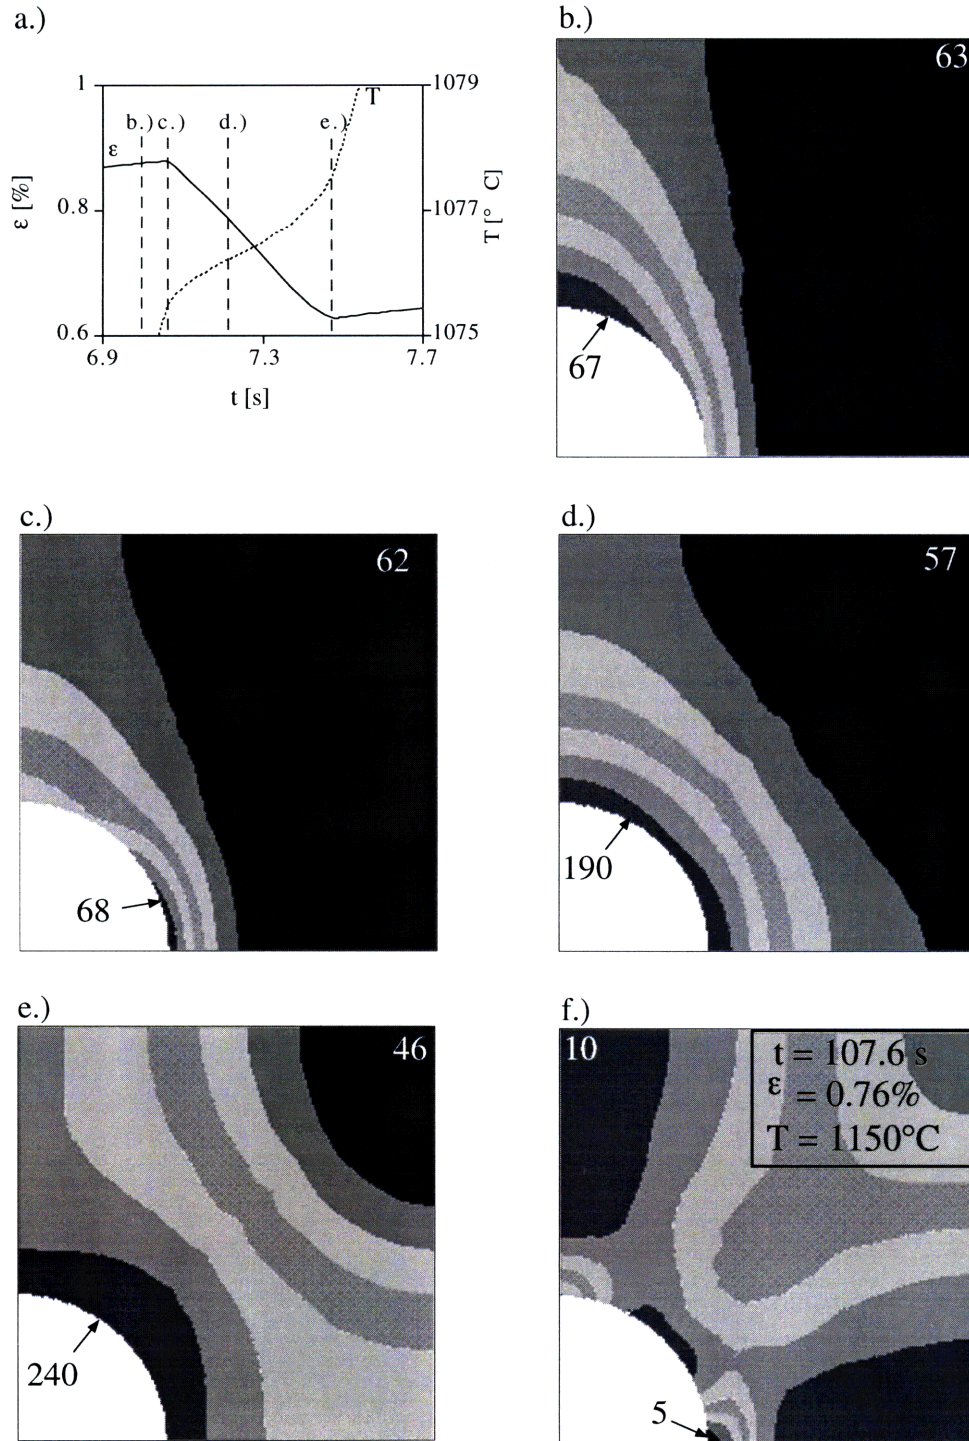 a.)
1
1079
T
b.) c.) d.) e.)
ε
ε [%]
0.8
1077
T [° C]
0.6
1075
6.9
7.3
7.7
t [s]
b.)
63
67
c.)
62
68
d.)
57
190
e.)
46
240
f.)
10
t = 107.6 s
ε = 0.76%
T = 1150°C
5